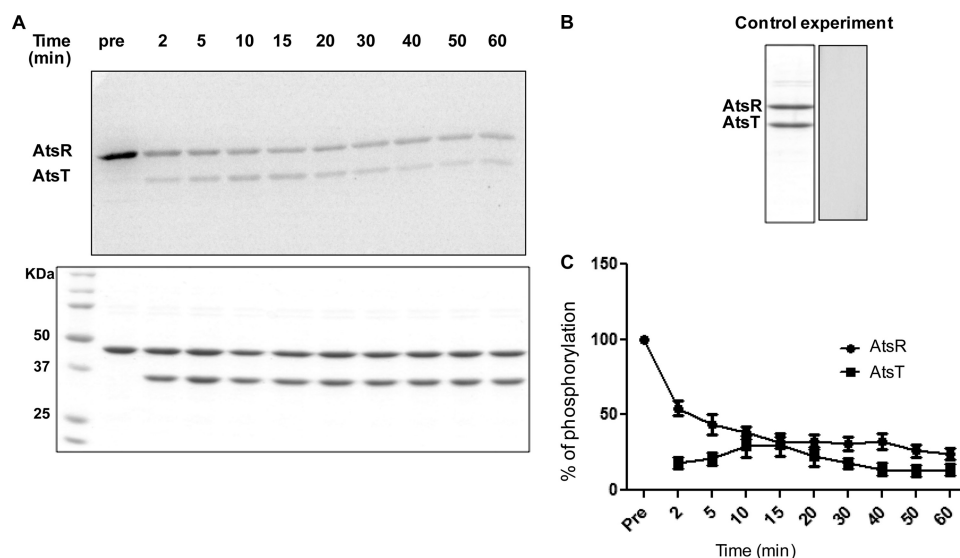 A
Time (min) pre 2 5 10 15 20 30 40 50 60
AtsR
AtsT
KDa
50
37
25
B
Control experiment
AtsR
AtsT
C
% of phosphorylation
150
100
50
0
AtsR
AtsT
Pre 2 5 10 15 20 30 40 50 60
Time (min)